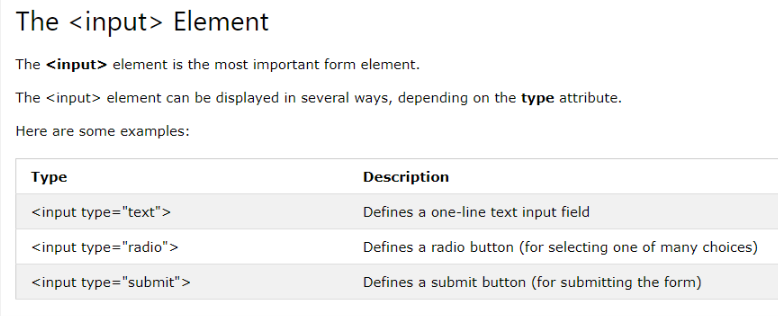 The <input> Element
The <input> element is the most important form element.
The <input> element can be displayed in several ways, depending on the type attribute.
Here are some examples:
Type Description
<input type="text"> Defines a one-line text input field
<input type="radio"> Defines a radio button (for selecting one of many choices)
<input type="submit"> Defines a submit button (for submitting the form)